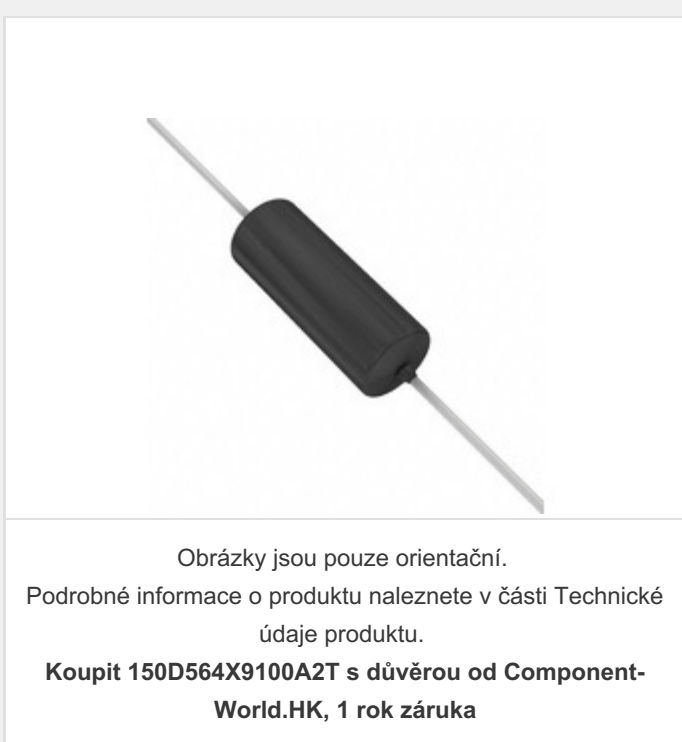 Obrázky jsou pouze orientační.
Podrobné informace o produktu naleznete v části Technické
údaje produktu.
Koupit 150D564X9100A2T s důvěrou od Component-
World.HK, 1 rok záruka